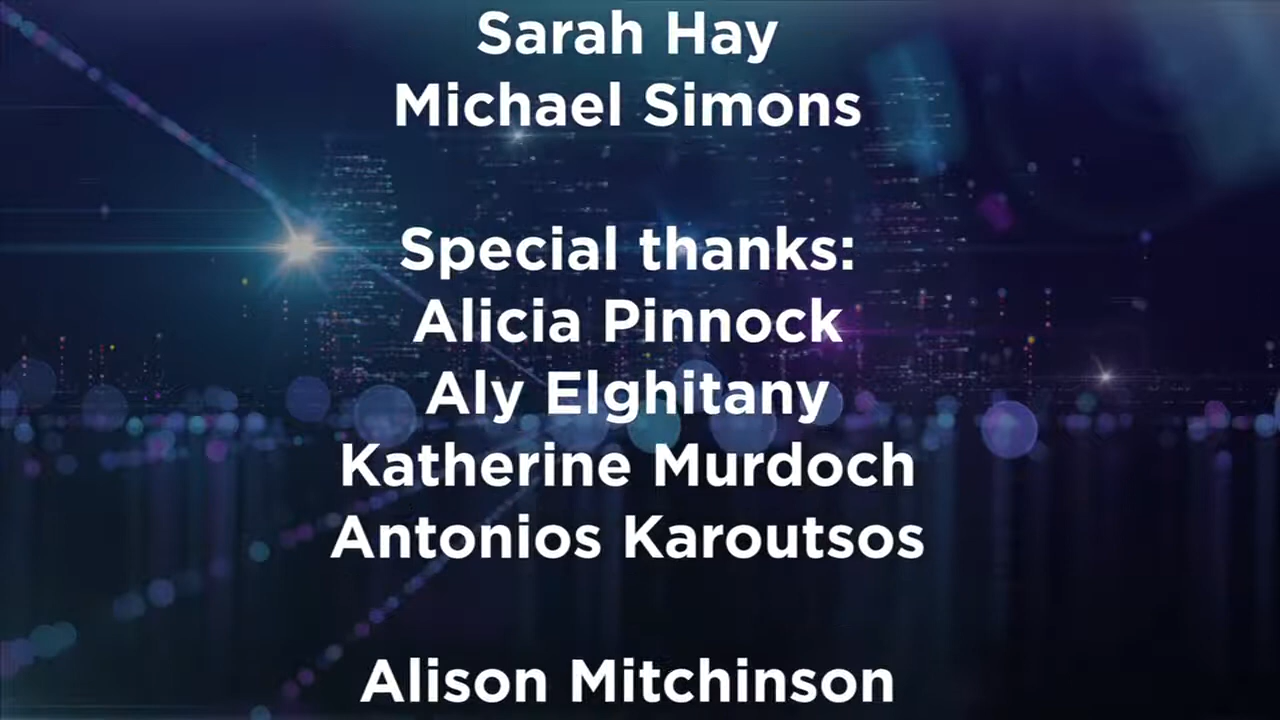 Sarah Hay
Michael Simons
Special thanks:
Alicia Pinnock
Aly Elghitany
Katherine Murdoch
Antonios Karoutsos
Alison Mitchinson